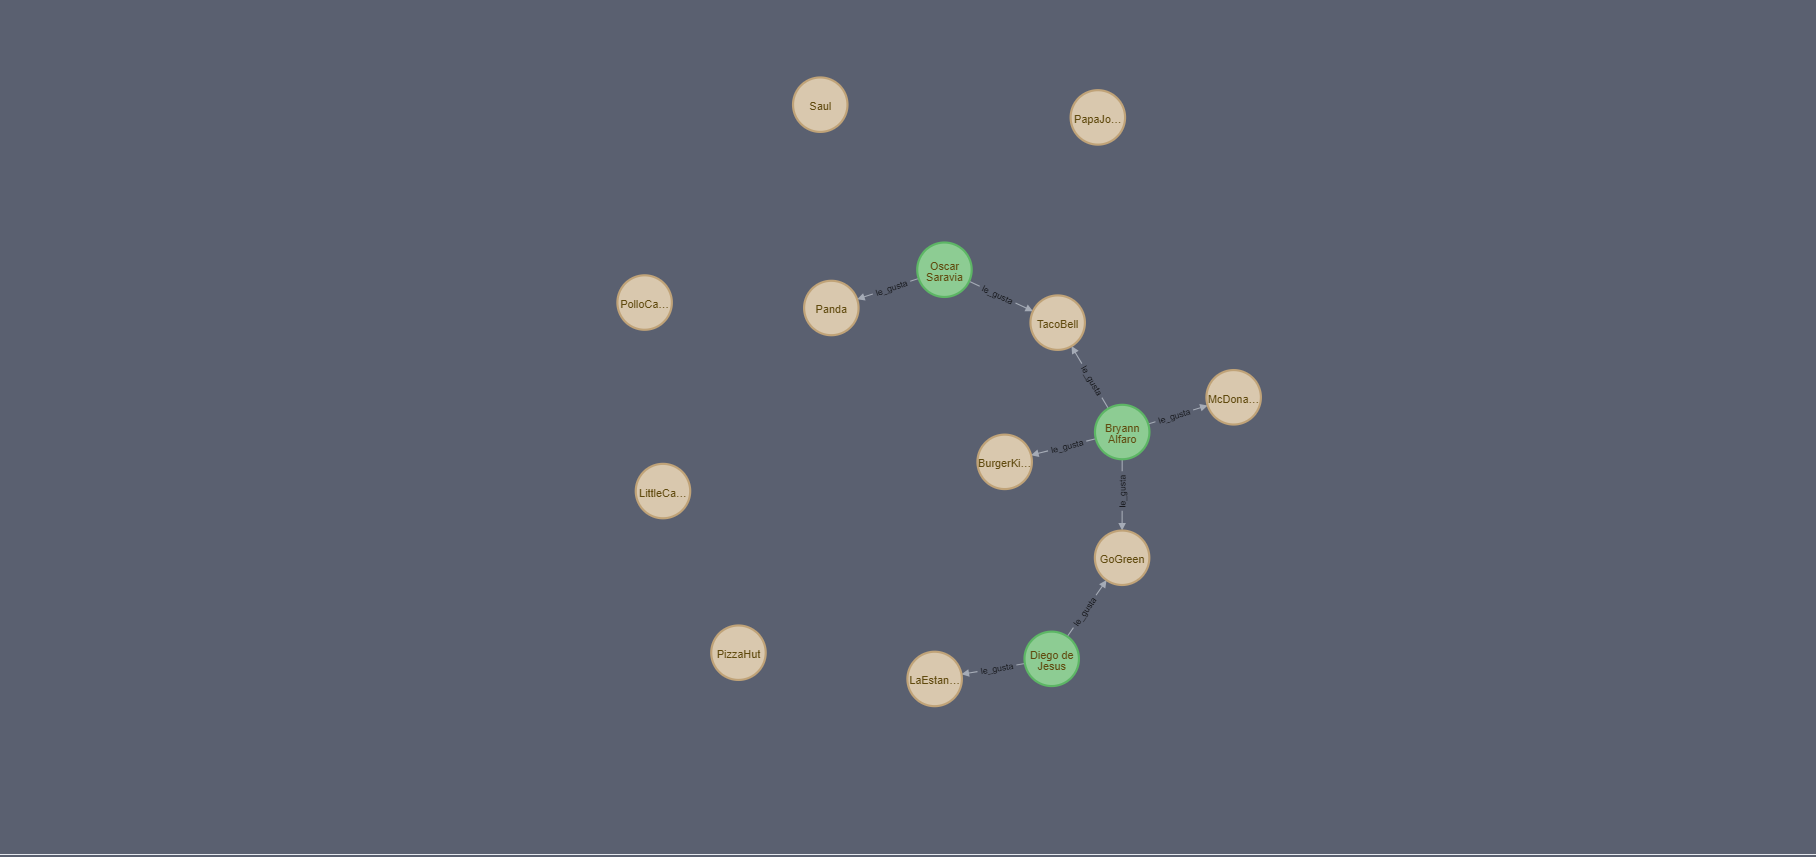 Saul
PapaJo...
Oscar
Saravia
PolloCa...
le_gusta
le_gusta
Panda
TacoBell
le_gusta
McDona...
le_gusta
Bryann
Alfaro
le_gusta
BurgerKi...
LittleCa...
le_gusta
GoGreen
le_gusta
PizzaHut
Diego de
Jesus
le_gusta
LaEstan...